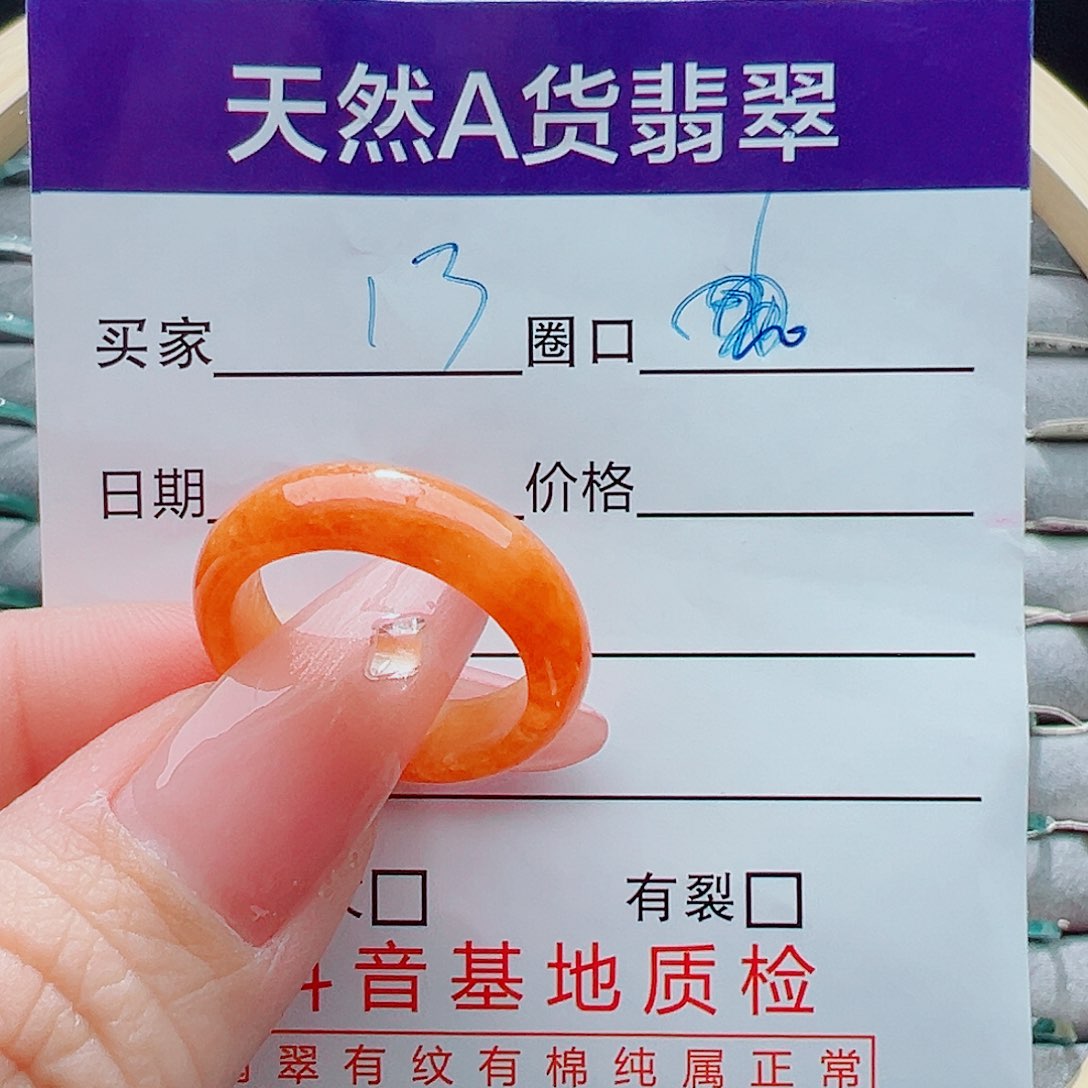 天然A货翡翠
买家 13 圈口
日期 价格
有裂
音基地质检
翠有纹有棉纯属正常